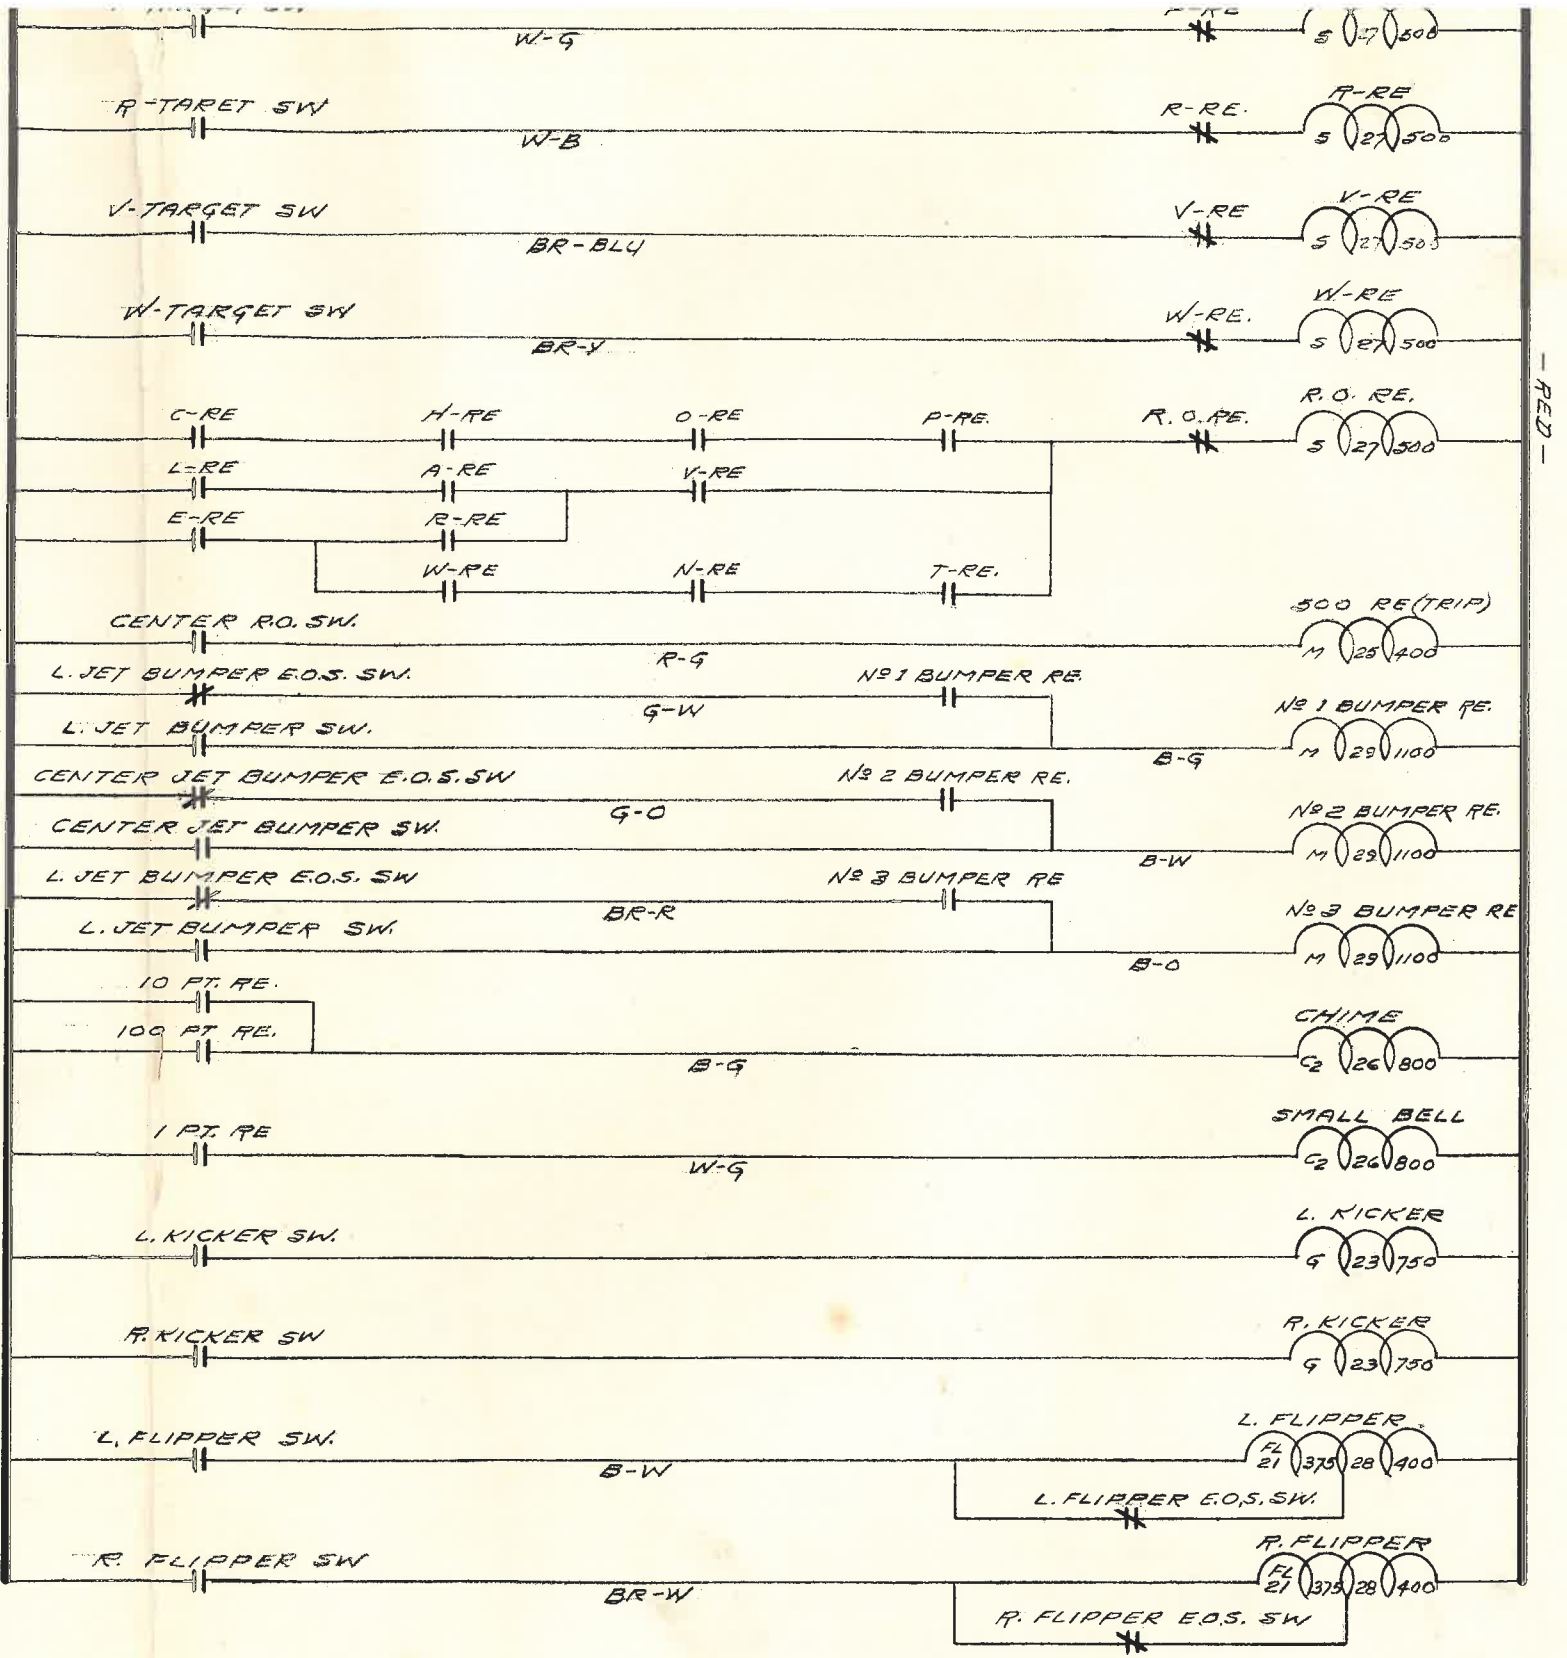 W-G
S 27 500
R-TARET SW
R-RE.
R-RE
W-B
S 27 500
V-TARGET SW
V-RE
V-RE
BR-BLU
S 27 500
W-TARGET SW
W-RE.
W-RE
BR-Y
S 27 500
-RED-
C-RE
H-RE
O-RE
P-RE.
R.O.RE.
R.O. RE.
S 27 500
L-RE
A-RE
V-RE
E-RE
R-RE
W-RE
N-RE
T-RE.
CENTER R.O. SW.
500 RE(TRIP)
R-G
M 25 400
L. JET BUMPER E.O.S. SW.
Nº 1 BUMPER RE.
G-W
L. JET BUMPER SW.
Nº 1 BUMPER RE.
B-G
M 29 1100
CENTER JET BUMPER E.O.S. SW
Nº 2 BUMPER RE.
G-O
CENTER JET BUMPER SW.
Nº 2 BUMPER RE.
B-W
M 29 1100
L. JET BUMPER E.O.S. SW
Nº 3 BUMPER RE
BR-R
L. JET BUMPER SW.
Nº 3 BUMPER RE
B-O
M 29 1100
10 PT. RE.
100 PT RE.
CHIME
B-G
C2 26 800
1 PT. RE
SMALL BELL
W-G
C2 26 800
L. KICKER SW.
L. KICKER
G 23 750
R. KICKER SW
R. KICKER
G 23 750
L. FLIPPER SW.
L. FLIPPER
B-W
FL 21 375 28 400
L. FLIPPER E.O.S. SW.
R. FLIPPER SW
R. FLIPPER
BR-W
FL 21 375 28 400
R. FLIPPER E.O.S. SW